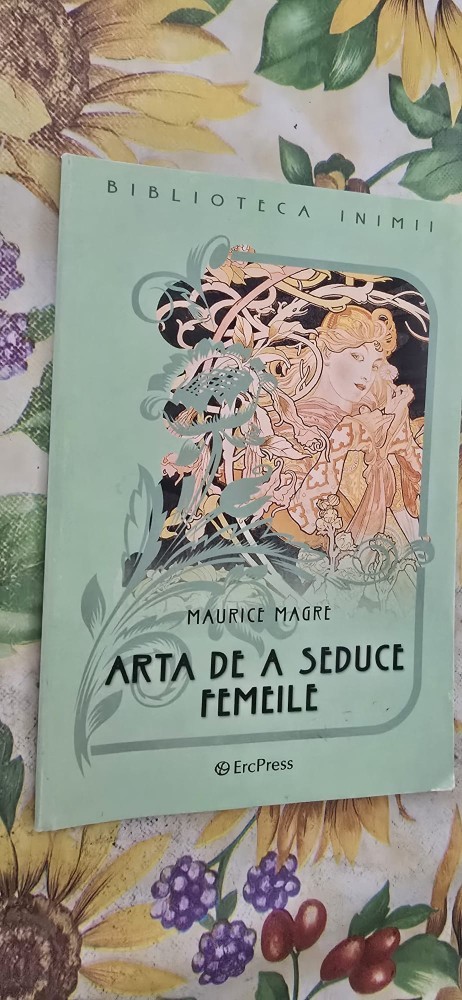 BIBLIOTECA INIMII
MAURICE MAGRE
ARTA DE A SEDUCE
FEMEILE
ErcPress